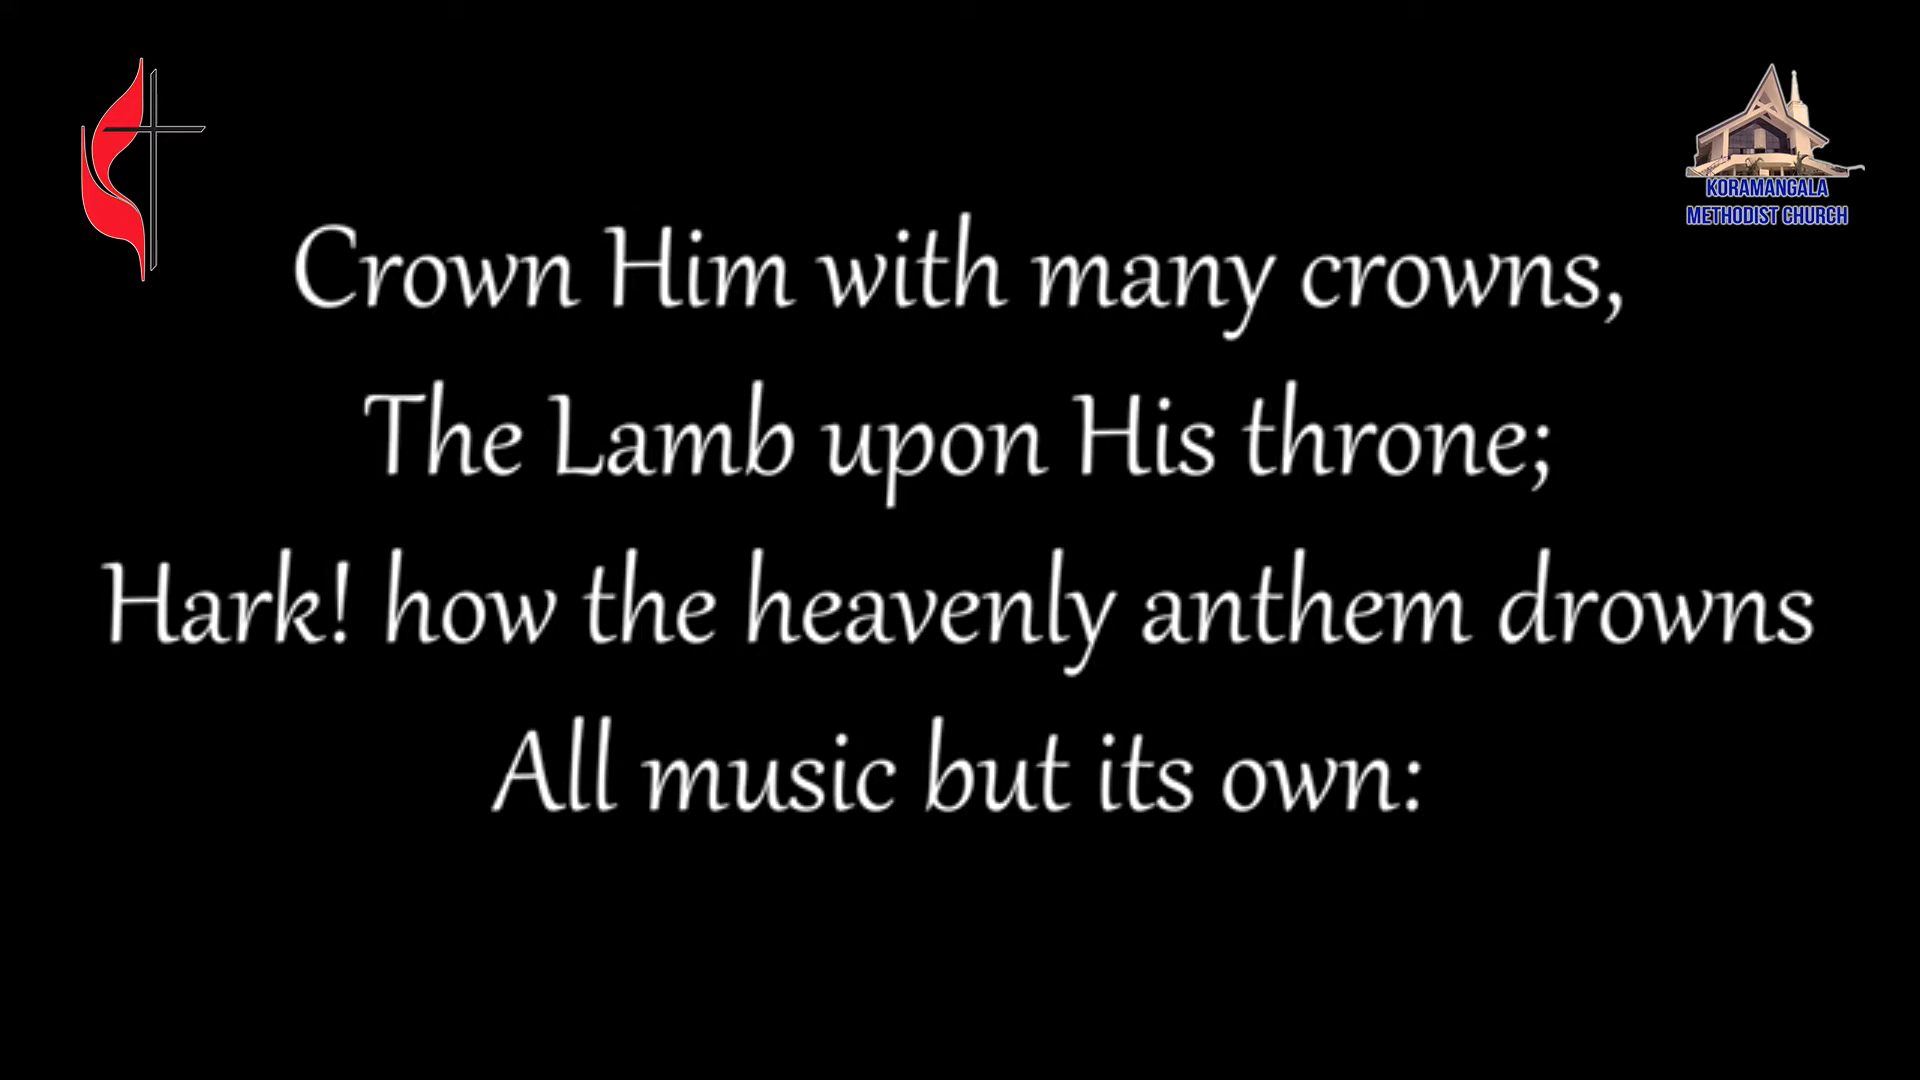 KORAMANGALA
METHODIST CHURCH
Crown Him with many crowns,
The Lamb upon His throne;
Hark! how the heavenly anthem drowns
All music but its own: